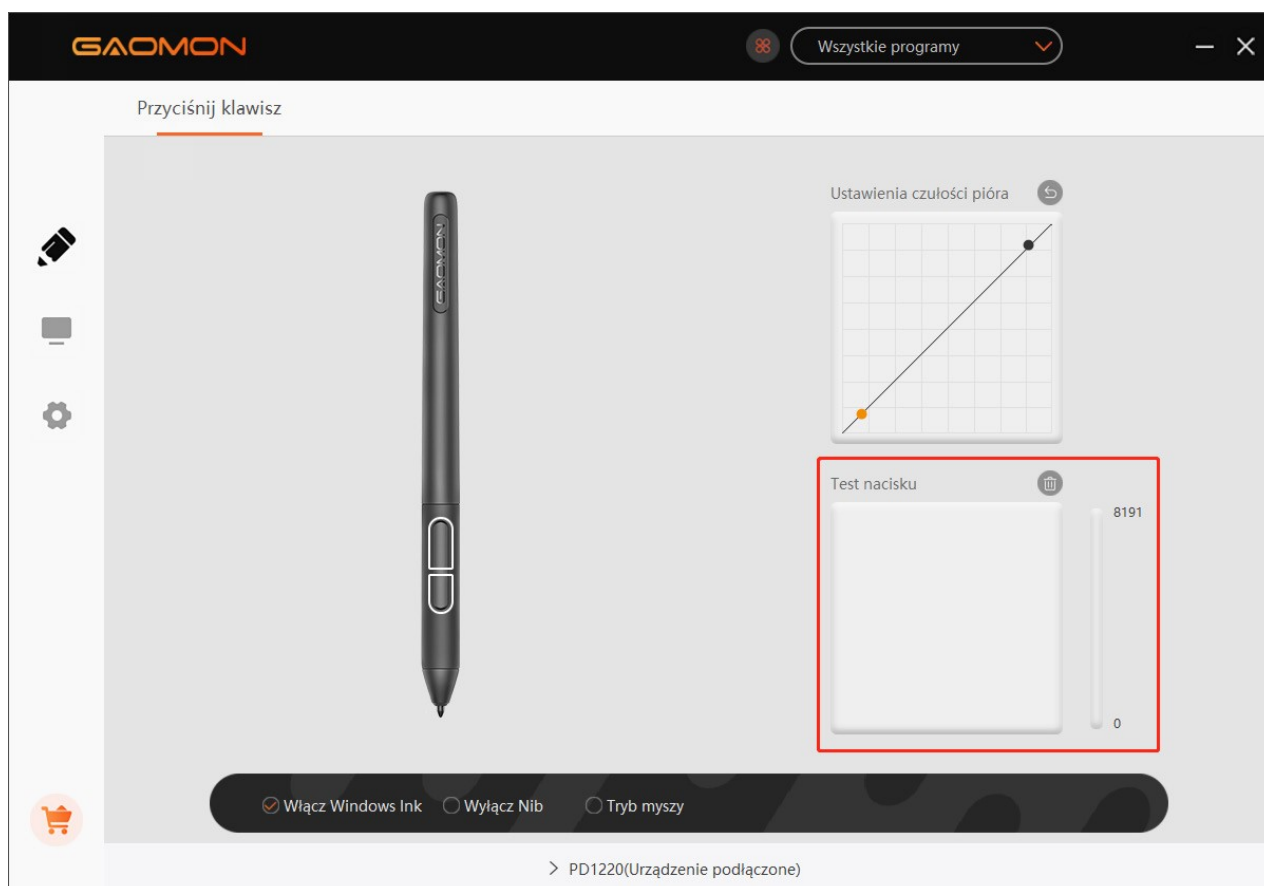 GAOMON
Wszystkie programy
Przyciśnij klawisz
Ustawienia czułości pióra
GAOMON
Test nacisku
8191
0
Włącz Windows Ink
Wyłącz Nib
Tryb myszy
PD1220(Urządzenie podłączone)